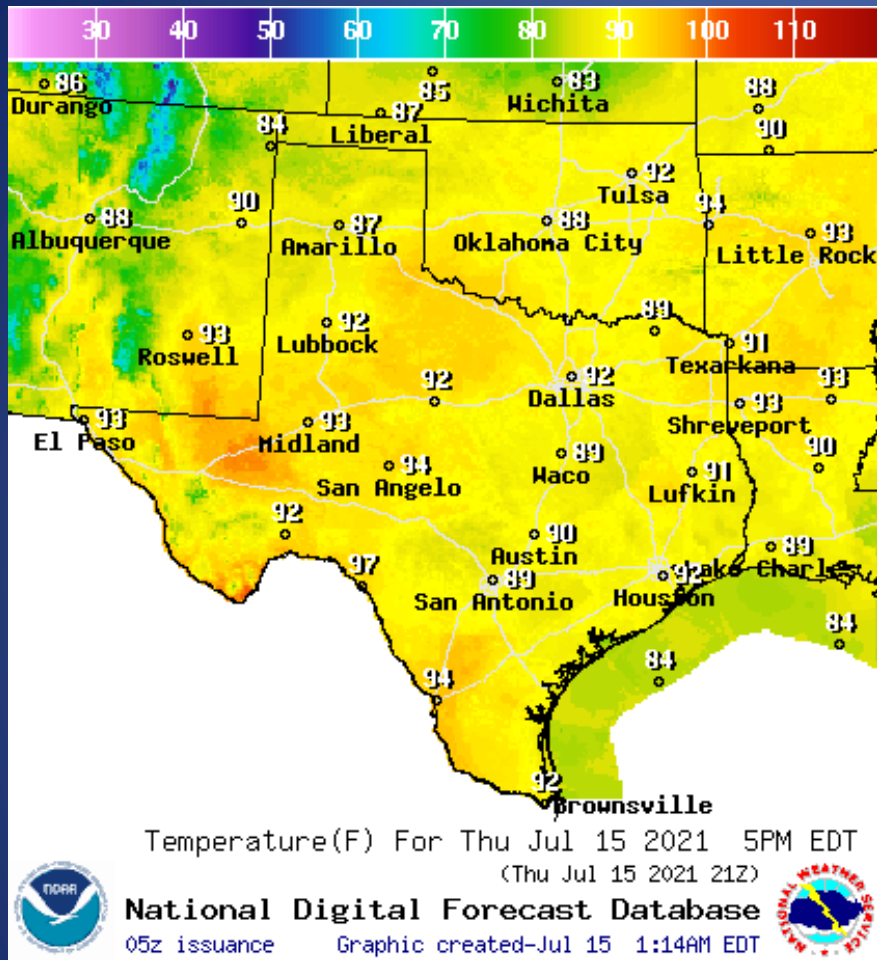 30 40 50 60 70 80 90 100 110
86
Durango
85
83
Wichita
88
87
Liberal
84
90
92
Tulsa
88
Albuquerque
90
87
Amarillo
88
Oklahoma City
94
93
Little Rock
93
Roswell
92
Lubbock
89
91
Texarkana
92
92
Dallas
93
Shreveport
93
93
El Paso
93
Midland
94
San Angelo
89
Waco
91
Lufkin
90
92
97
90
Austin
89
San Antonio
92
Houston
89
Lake Charles
84
84
94
92
Brownsville
Temperature(F) For Thu Jul 15 2021 5PM EDT
(Thu Jul 15 2021 21Z)
NOAA
National Digital Forecast Database
05z issuance Graphic created-Jul 15 1:14AM EDT
NATIONAL WEATHER SERVICE